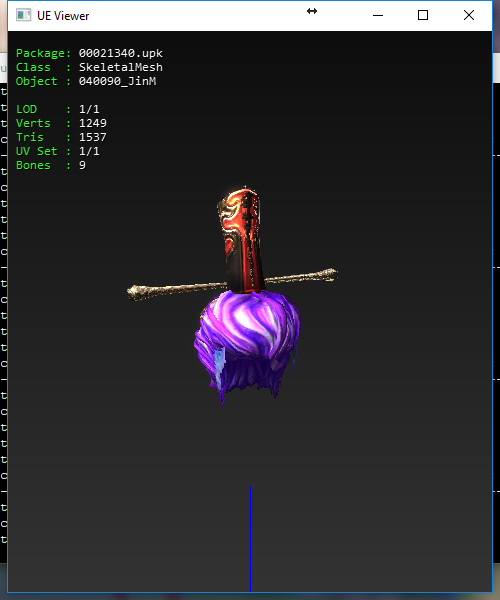 UE Viewer
Package: 00021340.upk
Class  : SkeletalMesh
Object : 040090_JinM
LOD    : 1/1
Verts  : 1249
Tris   : 1537
UV Set : 1/1
Bones  : 9